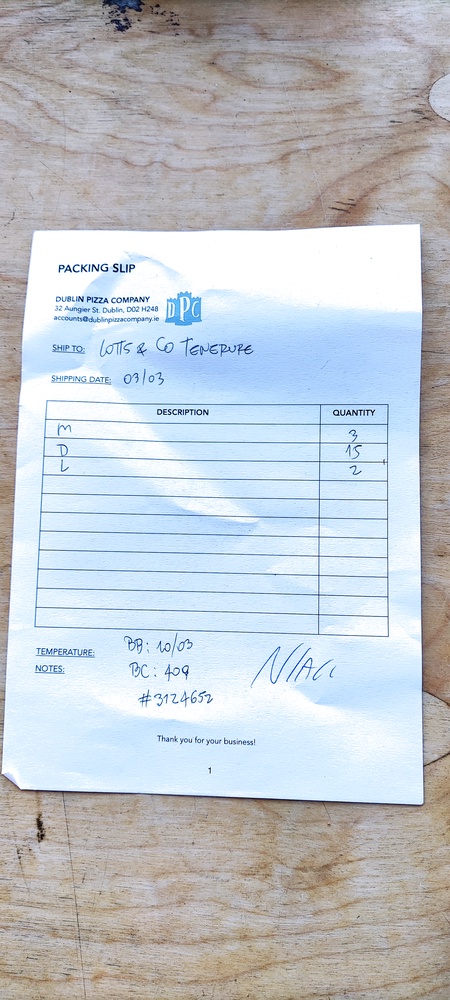 PACKING SLIP
DUBLIN PIZZA COMPANY
32 Aungier St. Dublin, D02 H248
accounts@dublinpizzacompany.ie
DPC
SHIP TO: LOTTS & CO TENERURE
SHIPPING DATE: 03/03
DESCRIPTION QUANTITY
M 3
D 15
L 2
TEMPERATURE: BB: 10/03
NOTES: BC: 409
#3124652
NIALL
Thank you for your business!
1